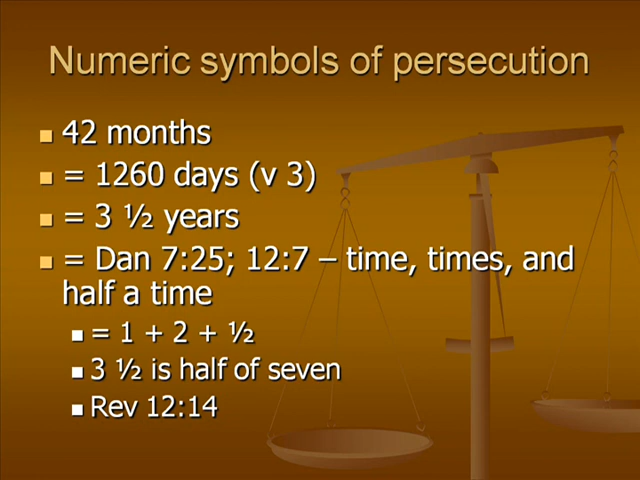 Numeric symbols of persecution
42 months
= 1260 days (v 3)
= 3 ½ years
= Dan 7:25; 12:7 – time, times, and
half a time
= 1 + 2 + ½
3 ½ is half of seven
Rev 12:14